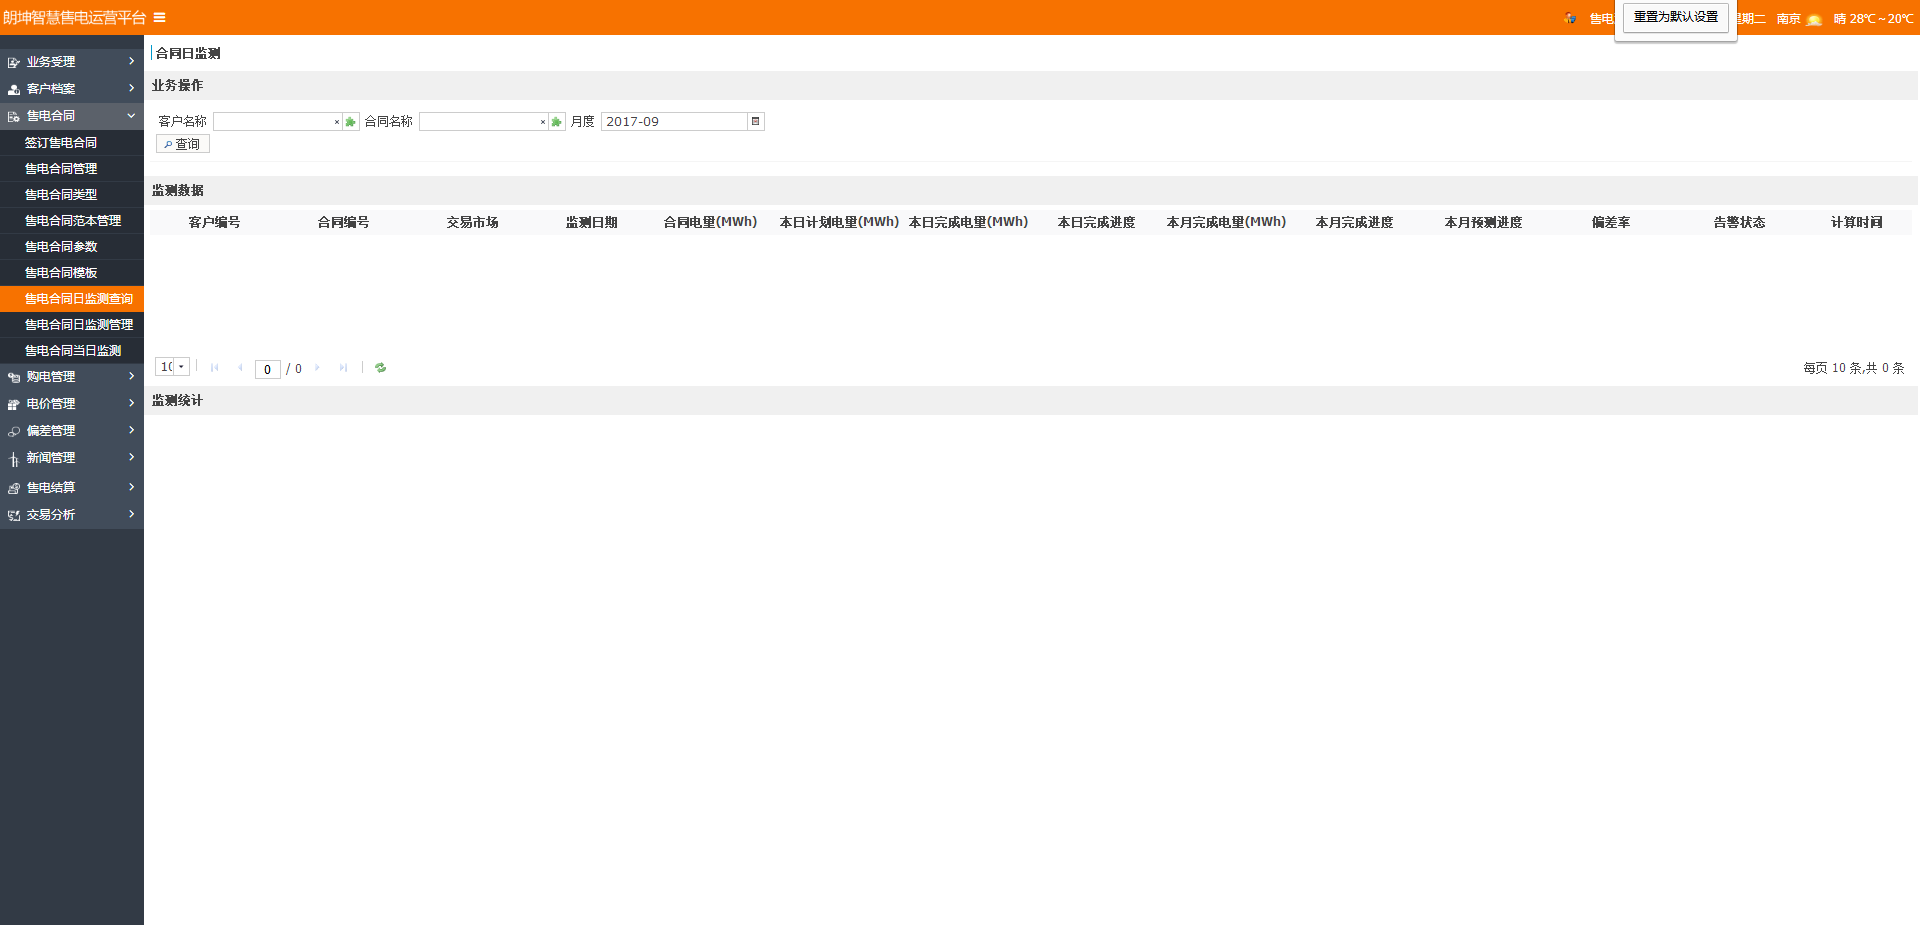 朗坤智慧售电运营平台
售电
重置为默认设置
期二 南京 晴 28℃～20℃
业务受理
客户档案
售电合同
签订售电合同
售电合同管理
售电合同类型
售电合同范本管理
售电合同参数
售电合同模板
售电合同日监测查询
售电合同日监测管理
售电合同当日监测
购电管理
电价管理
偏差管理
新闻管理
售电结算
交易分析
合同日监测
业务操作
客户名称 × 合同名称 × 月度 2017-09
查询
监测数据
客户编号 合同编号 交易市场 监测日期 合同电量(MWh) 本日计划电量(MWh) 本日完成电量(MWh) 本日完成进度 本月完成电量(MWh) 本月完成进度 本月预测进度 偏差率 告警状态 计算时间
10 0 / 0 每页 10 条,共 0 条
监测统计